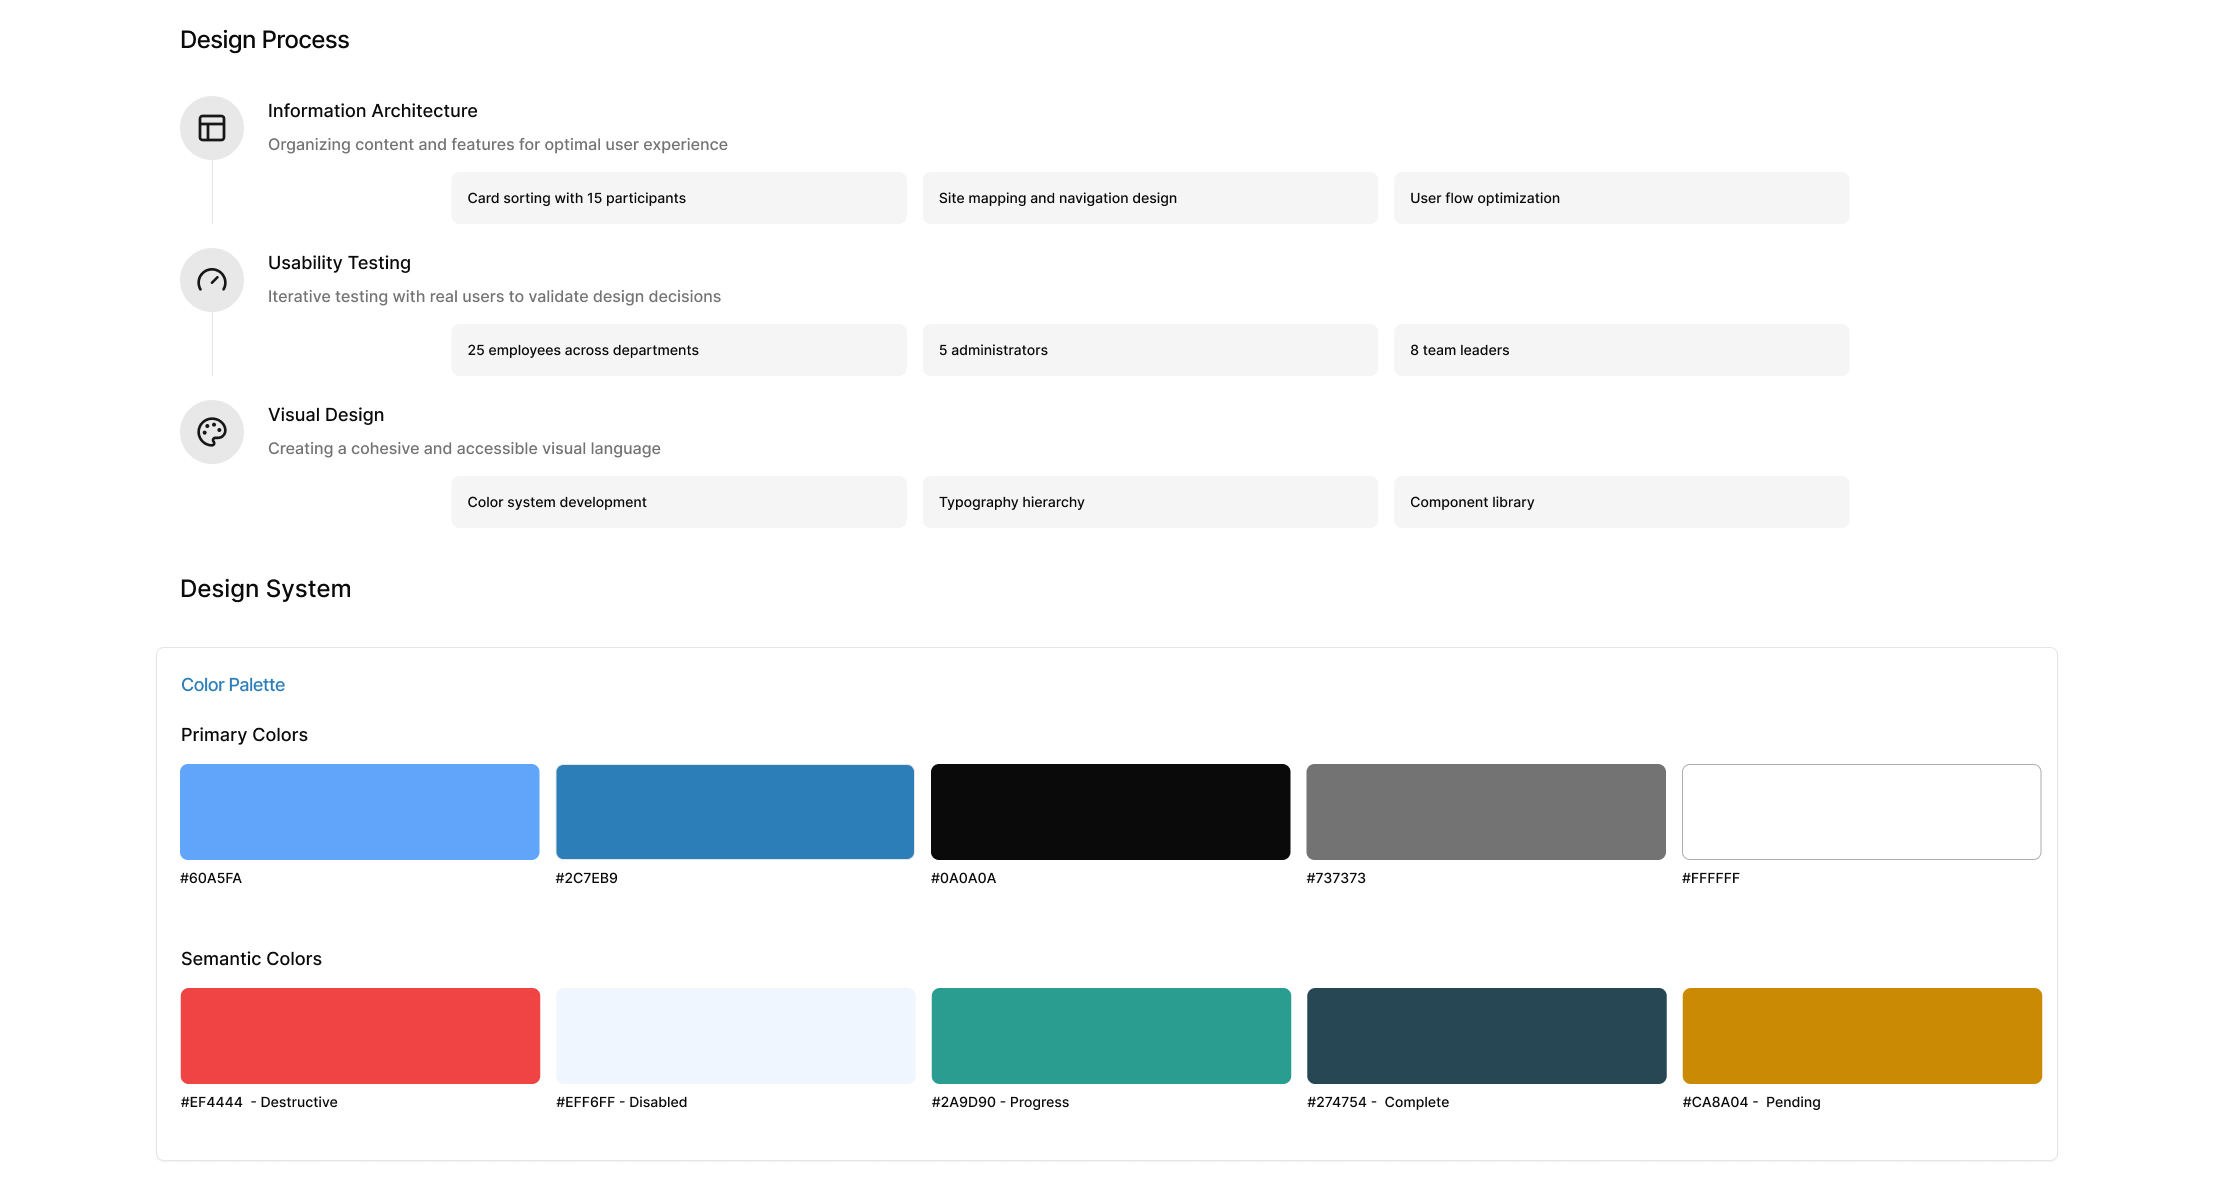 Design Process
Information Architecture
Organizing content and features for optimal user experience
Card sorting with 15 participants
Site mapping and navigation design
User flow optimization
Usability Testing
Iterative testing with real users to validate design decisions
25 employees across departments
5 administrators
8 team leaders
Visual Design
Creating a cohesive and accessible visual language
Color system development
Typography hierarchy
Component library
Design System
Color Palette
Primary Colors
#60A5FA
#2C7EB9
#0A0A0A
#737373
#FFFFFF
Semantic Colors
#EF4444  - Destructive
#EFF6FF - Disabled
#2A9D90 - Progress
#274754 -  Complete
#CA8A04 -  Pending